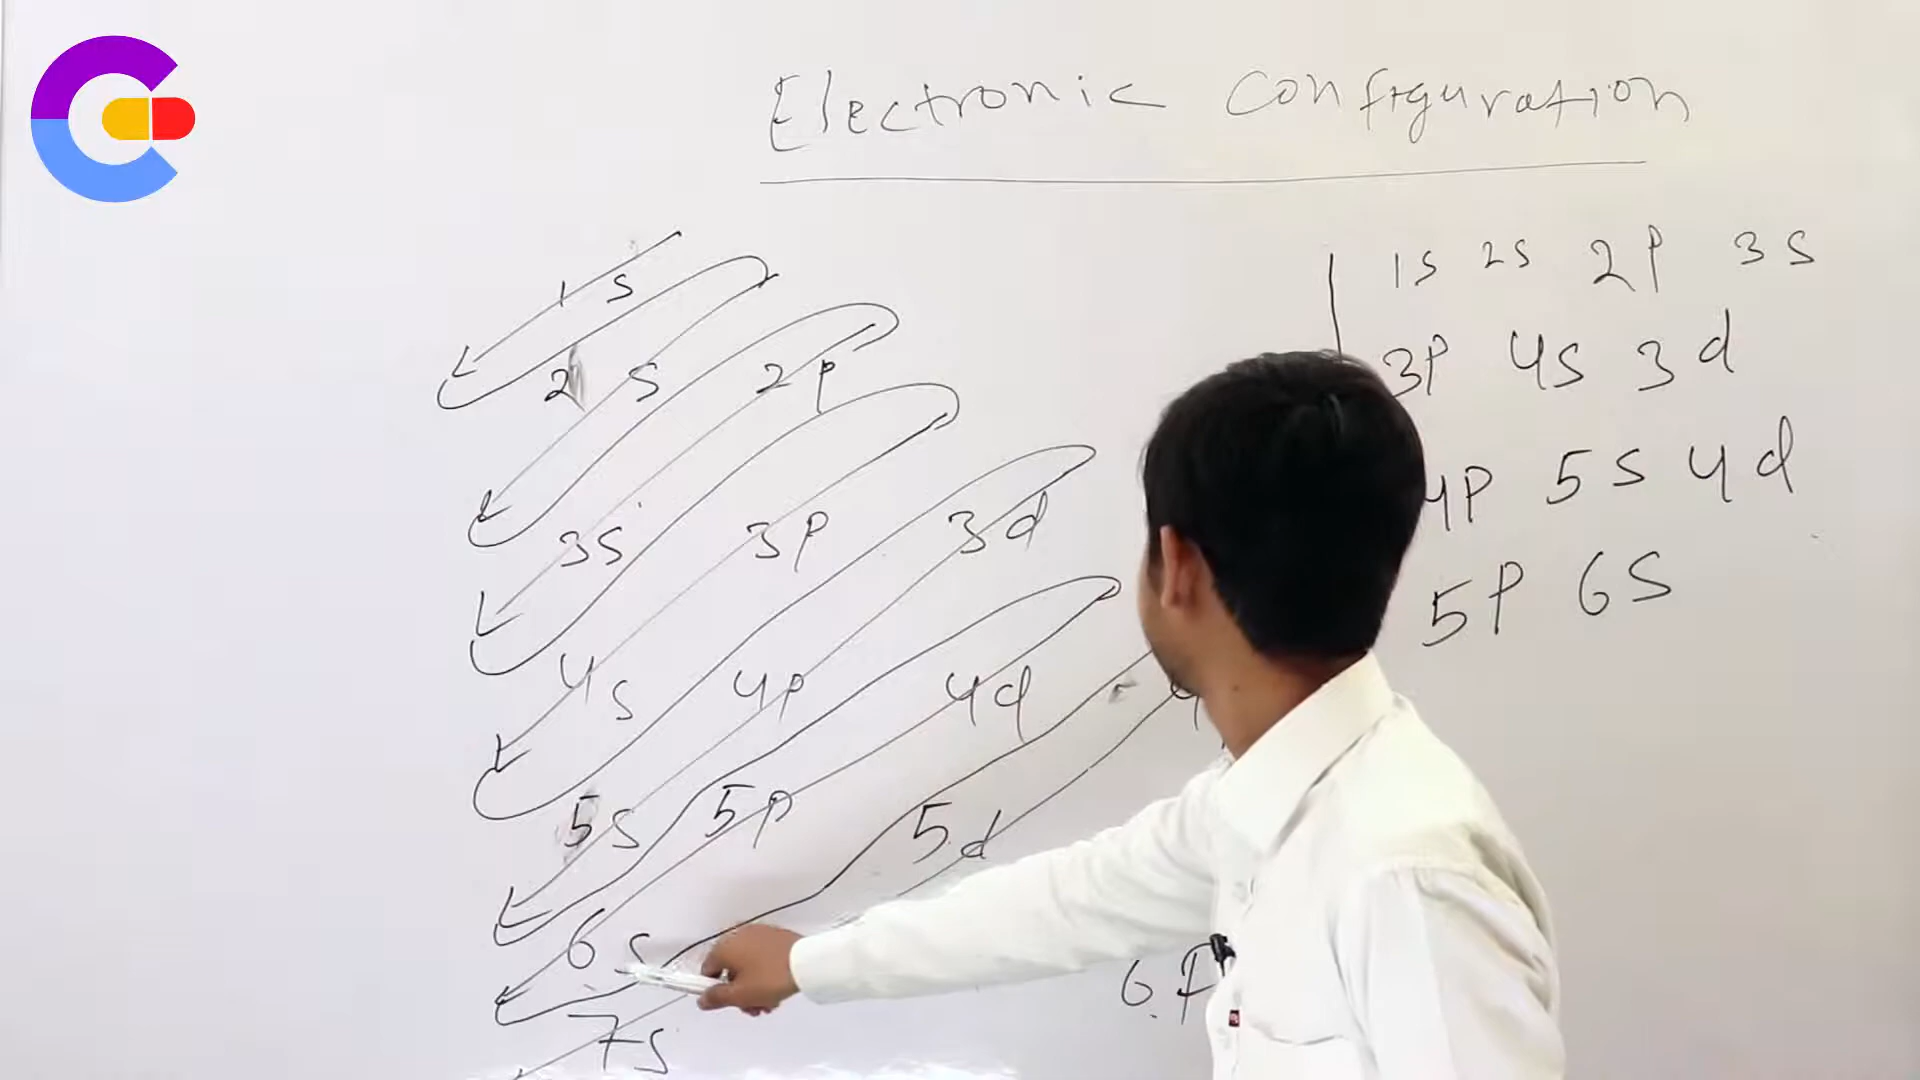 Electronic Configuration
1s
2s 2p
3s 3p 3d
4s 4p 4d
5s 5p 5d
6s
7s
6p
1s 2s 2p 3s
3p 4s 3d
4p 5s 4d
5p 6s